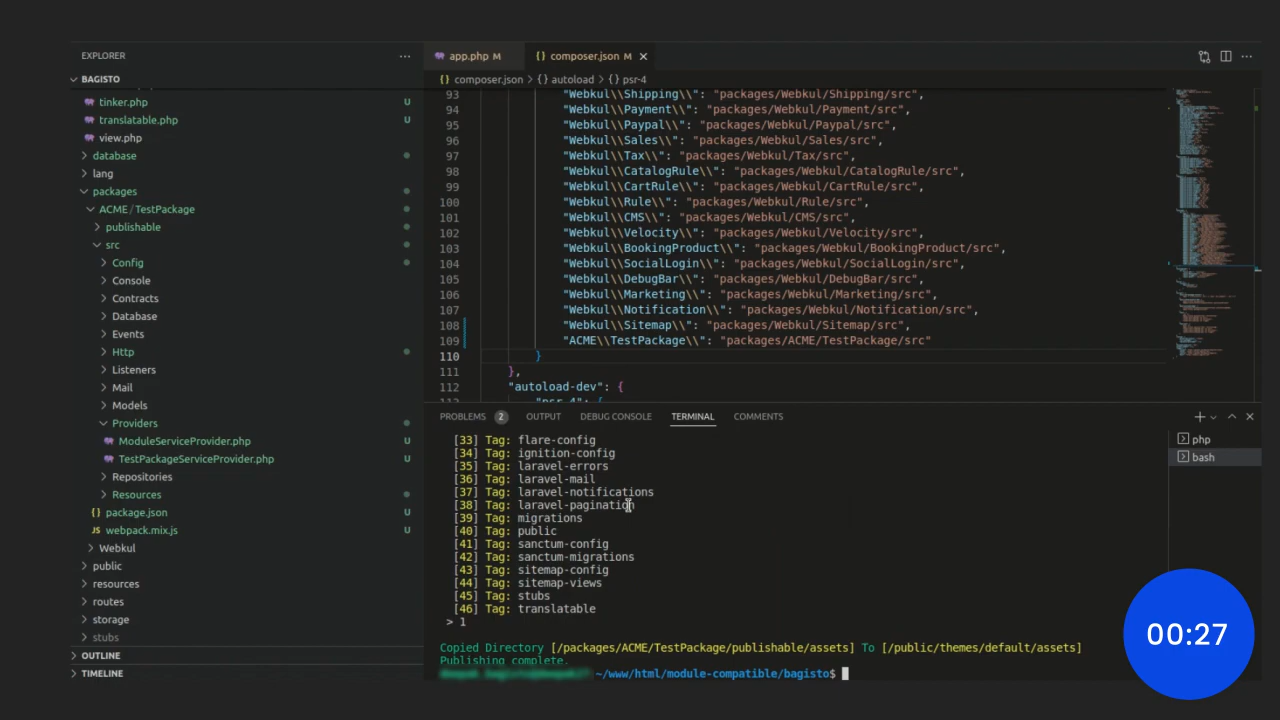 EXPLORER
BAGISTO
tinker.php U
translatable.php U
view.php
database
lang
packages
ACME / TestPackage
publishable
src
Config
Console
Contracts
Database
Events
Http
Listeners
Mail
Models
Providers
ModuleServiceProvider.php U
TestPackageServiceProvider.php U
Repositories
Resources
{} package.json U
JS webpack.mix.js U
Webkul
public
resources
routes
storage
stubs
OUTLINE
TIMELINE
app.php M
{} composer.json M
{} composer.json > {} autoload > {} psr-4
93 "Webkul\\Shipping\\": "packages/Webkul/Shipping/src",
94 "Webkul\\Payment\\": "packages/Webkul/Payment/src",
95 "Webkul\\Paypal\\": "packages/Webkul/Paypal/src",
96 "Webkul\\Sales\\": "packages/Webkul/Sales/src",
97 "Webkul\\Tax\\": "packages/Webkul/Tax/src",
98 "Webkul\\CatalogRule\\": "packages/Webkul/CatalogRule/src",
99 "Webkul\\CartRule\\": "packages/Webkul/CartRule/src",
100 "Webkul\\Rule\\": "packages/Webkul/Rule/src",
101 "Webkul\\CMS\\": "packages/Webkul/CMS/src",
102 "Webkul\\Velocity\\": "packages/Webkul/Velocity/src",
103 "Webkul\\BookingProduct\\": "packages/Webkul/BookingProduct/src",
104 "Webkul\\SocialLogin\\": "packages/Webkul/SocialLogin/src",
105 "Webkul\\DebugBar\\": "packages/Webkul/DebugBar/src",
106 "Webkul\\Marketing\\": "packages/Webkul/Marketing/src",
107 "Webkul\\Notification\\": "packages/Webkul/Notification/src",
108 "Webkul\\Sitemap\\": "packages/Webkul/Sitemap/src",
109 "ACME\\TestPackage\\": "packages/ACME/TestPackage/src"
110 }
111 },
112 "autoload-dev": {
113 "psr-4": {
PROBLEMS 2 OUTPUT DEBUG CONSOLE TERMINAL COMMENTS
[33] Tag: flare-config
[34] Tag: ignition-config
[35] Tag: laravel-errors
[36] Tag: laravel-mail
[37] Tag: laravel-notifications
[38] Tag: laravel-pagination
[39] Tag: migrations
[40] Tag: public
[41] Tag: sanctum-config
[42] Tag: sanctum-migrations
[43] Tag: sitemap-config
[44] Tag: sitemap-views
[45] Tag: stubs
[46] Tag: translatable
> 1
Copied Directory [/packages/ACME/TestPackage/publishable/assets] To [/public/themes/default/assets]
Publishing complete.
~/www/html/module-compatible/bagisto$
php
bash
00:27